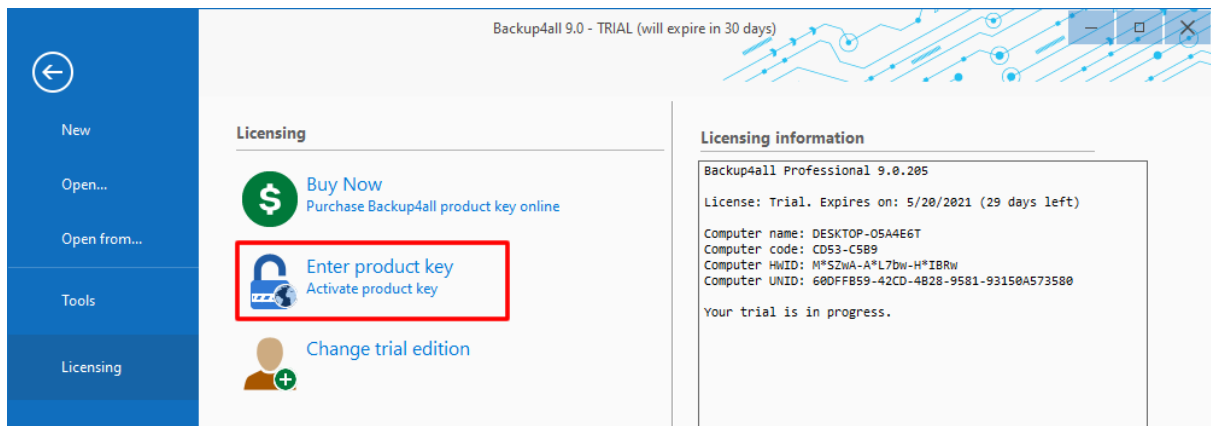 Backup4all 9.0 - TRIAL (will expire in 30 days)
New
Open...
Open from...
Tools
Licensing
Licensing
Buy Now
Purchase Backup4all product key online
Enter product key
Activate product key
Change trial edition
Licensing information
Backup4all Professional 9.0.205
License: Trial. Expires on: 5/20/2021 (29 days left)
Computer name: DESKTOP-O5A4E6T
Computer code: CD53-C5B9
Computer HWID: M*SZwA-A*L7bw-H*IBRw
Computer UNID: 60DFFB59-42CD-4B28-9581-93150A573580
Your trial is in progress.